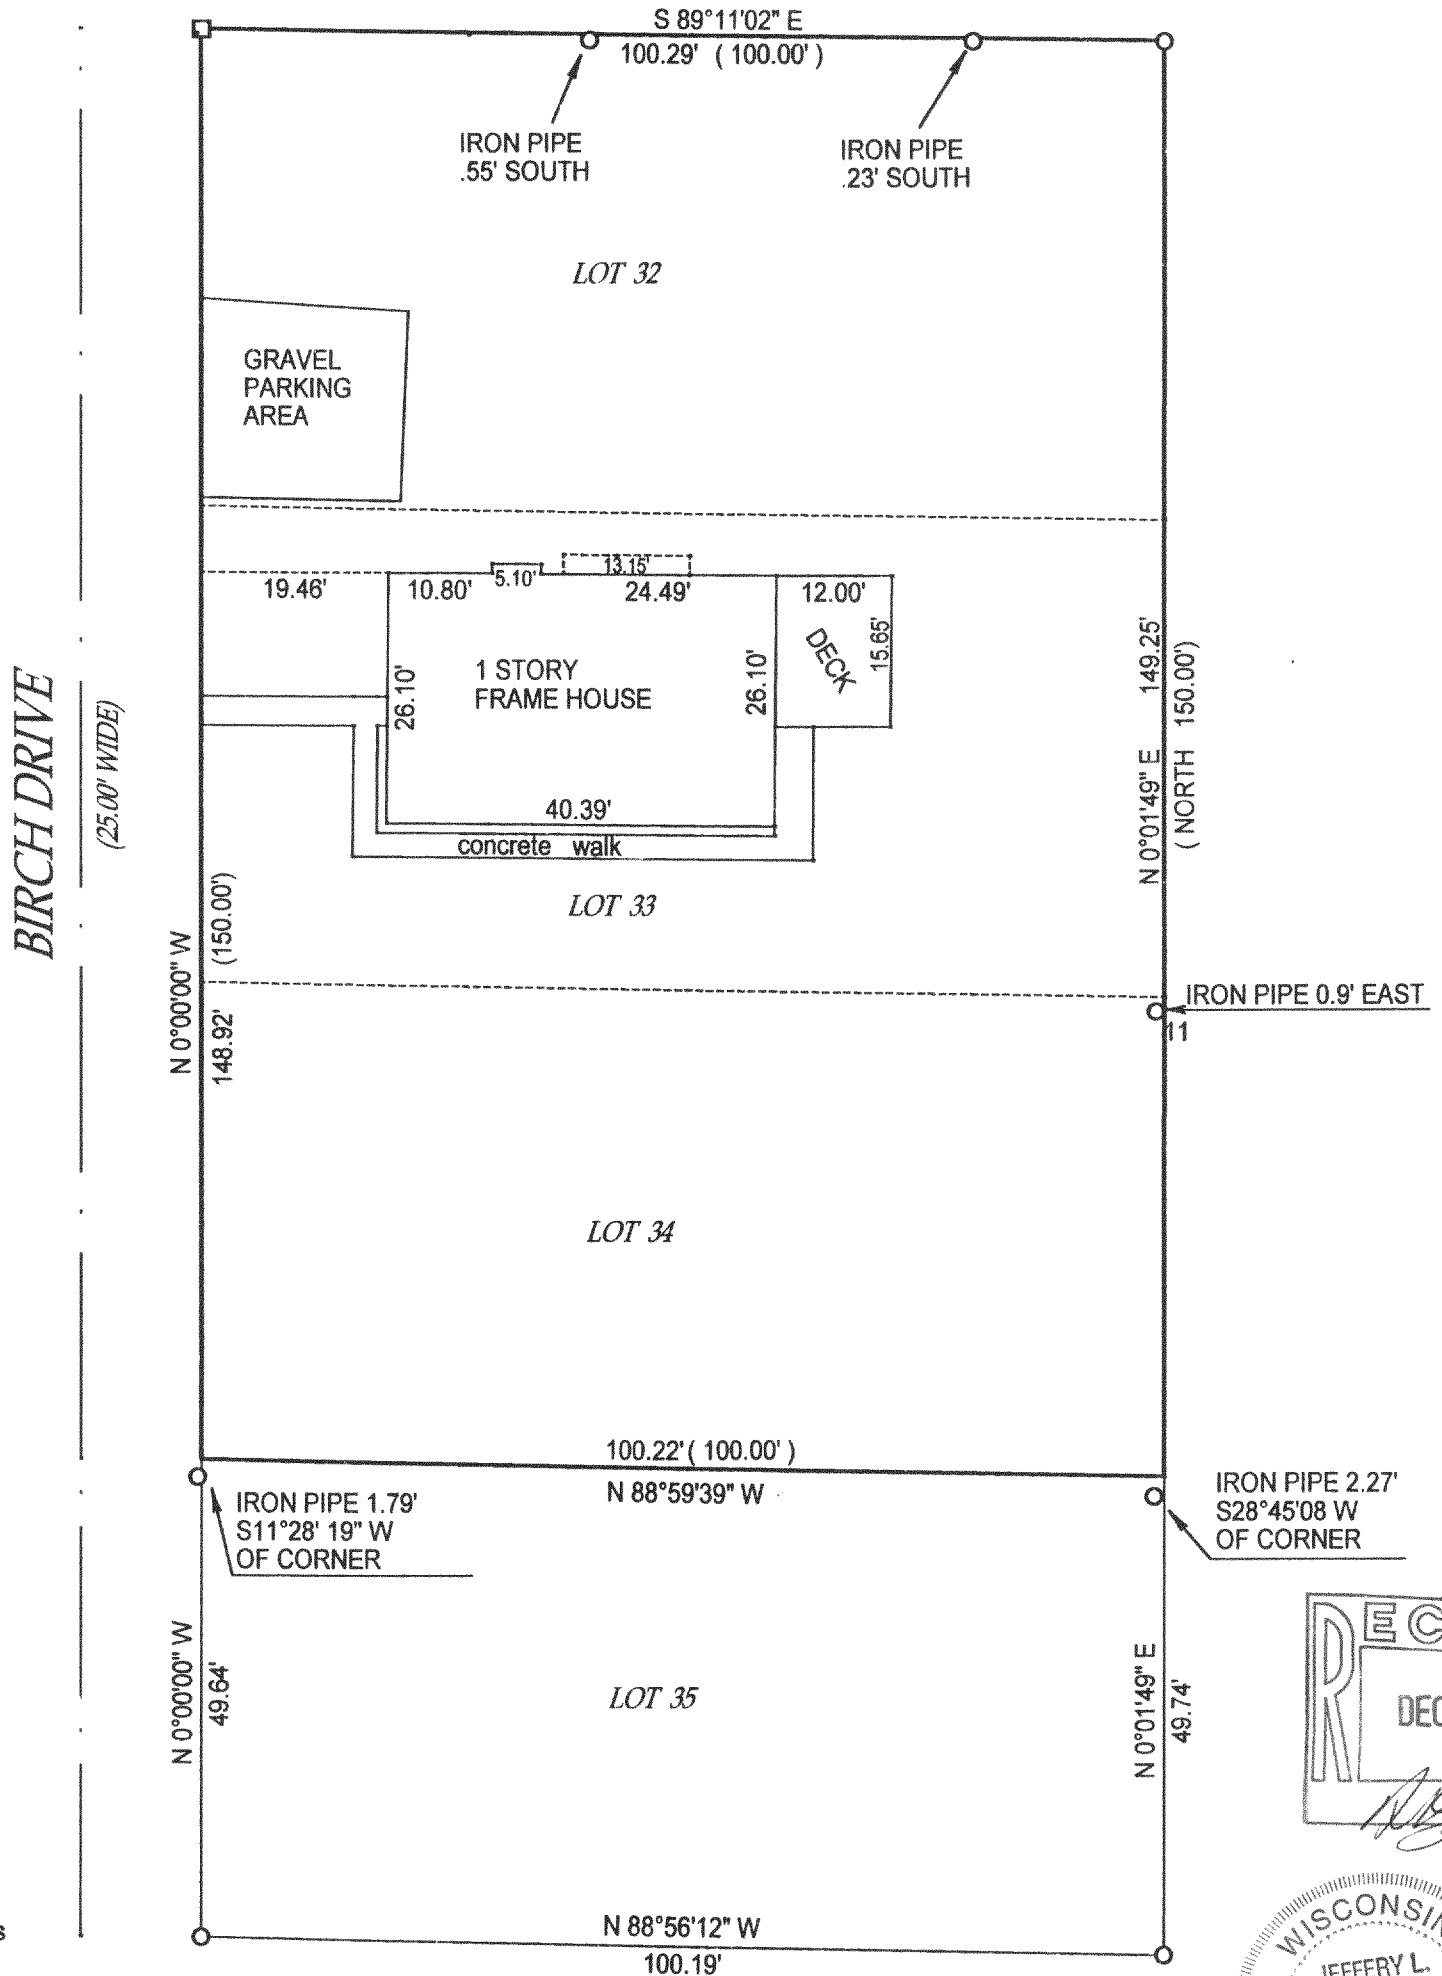 S 89°11'02" E
100.29' ( 100.00' )
IRON PIPE
.55' SOUTH
IRON PIPE
.23' SOUTH
LOT 32
GRAVEL
PARKING
AREA
19.46'
10.80'
5.10'
13.15'
24.49'
12.00'
DECK
15.65'
26.10'
1 STORY
FRAME HOUSE
26.10'
40.39'
concrete walk
LOT 33
BIRCH DRIVE
(25.00' WIDE)
N 0°00'00" W
148.92' (150.00')
N 0°01'49" E 149.25'
( NORTH 150.00')
IRON PIPE 0.9' EAST
11
LOT 34
100.22' ( 100.00' )
N 88°59'39" W
IRON PIPE 1.79'
S11°28' 19" W
OF CORNER
IRON PIPE 2.27'
S28°45'08 W
OF CORNER
N 0°00'00" W
49.64'
LOT 35
N 0°01'49" E
49.74'
N 88°56'12" W
100.19'
s
REC
DEC
WISCONSIN
JEFFERY L.